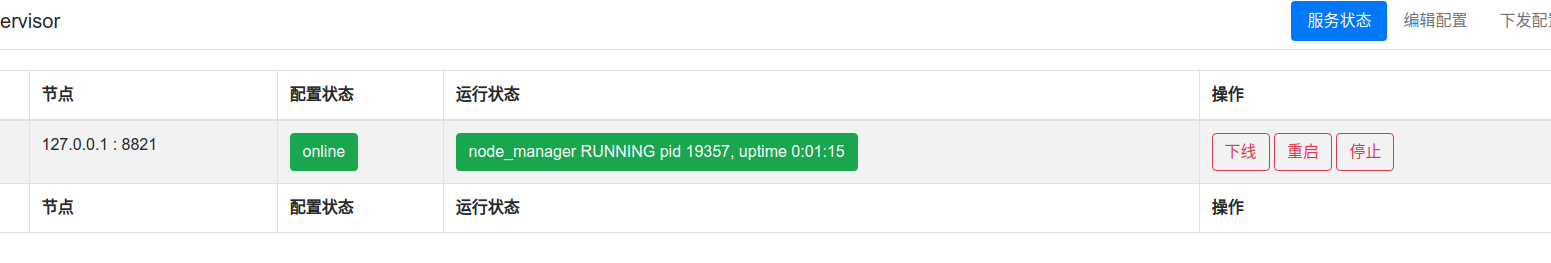 ervisor 服务状态 编辑配置 下发配
节点 配置状态 运行状态 操作
127.0.0.1 : 8821 online node_manager RUNNING pid 19357, uptime 0:01:15 下线 重启 停止
节点 配置状态 运行状态 操作